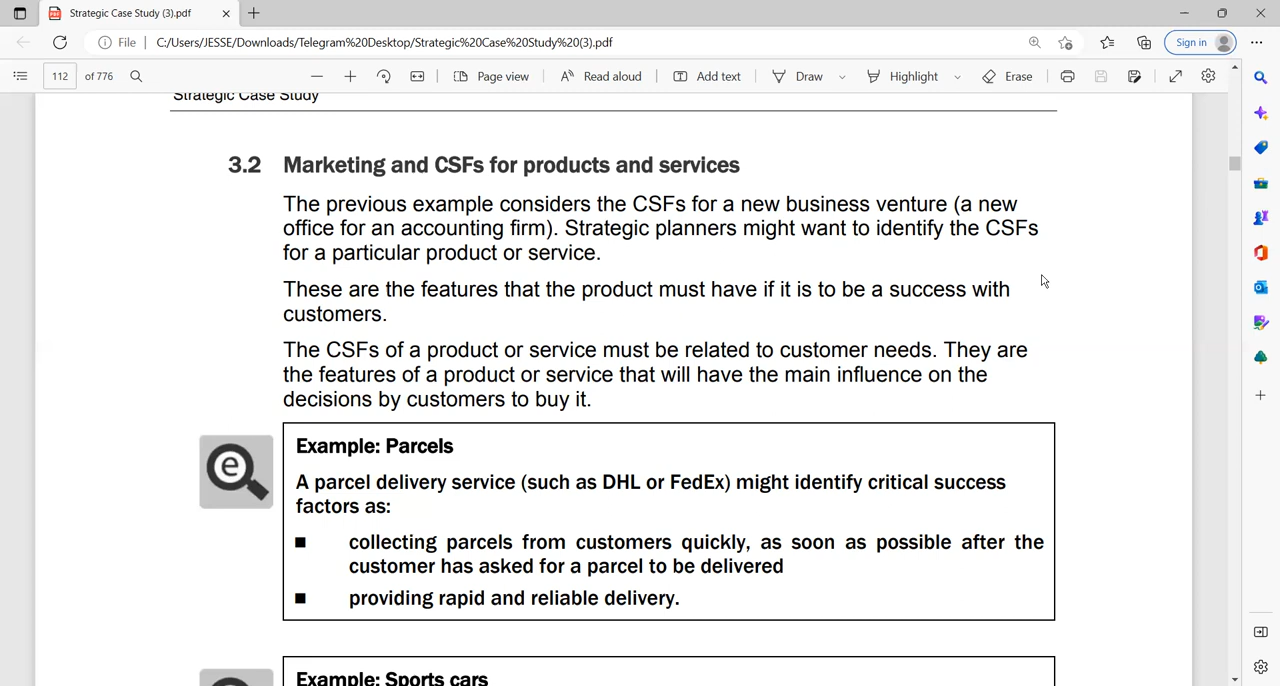 Strategic Case Study (3).pdf
File
C:/Users/JESSE/Downloads/Telegram%20Desktop/Strategic%20Case%20Study%20(3).pdf
Sign in
112 of 776
Page view
Read aloud
Add text
Draw
Highlight
Erase
Strategic Case Study
3.2 Marketing and CSFs for products and services
The previous example considers the CSFs for a new business venture (a new
office for an accounting firm). Strategic planners might want to identify the CSFs
for a particular product or service.
These are the features that the product must have if it is to be a success with
customers.
The CSFs of a product or service must be related to customer needs. They are
the features of a product or service that will have the main influence on the
decisions by customers to buy it.
Example: Parcels
A parcel delivery service (such as DHL or FedEx) might identify critical success
factors as:
■ collecting parcels from customers quickly, as soon as possible after the
customer has asked for a parcel to be delivered
■ providing rapid and reliable delivery.
Example: Sports cars